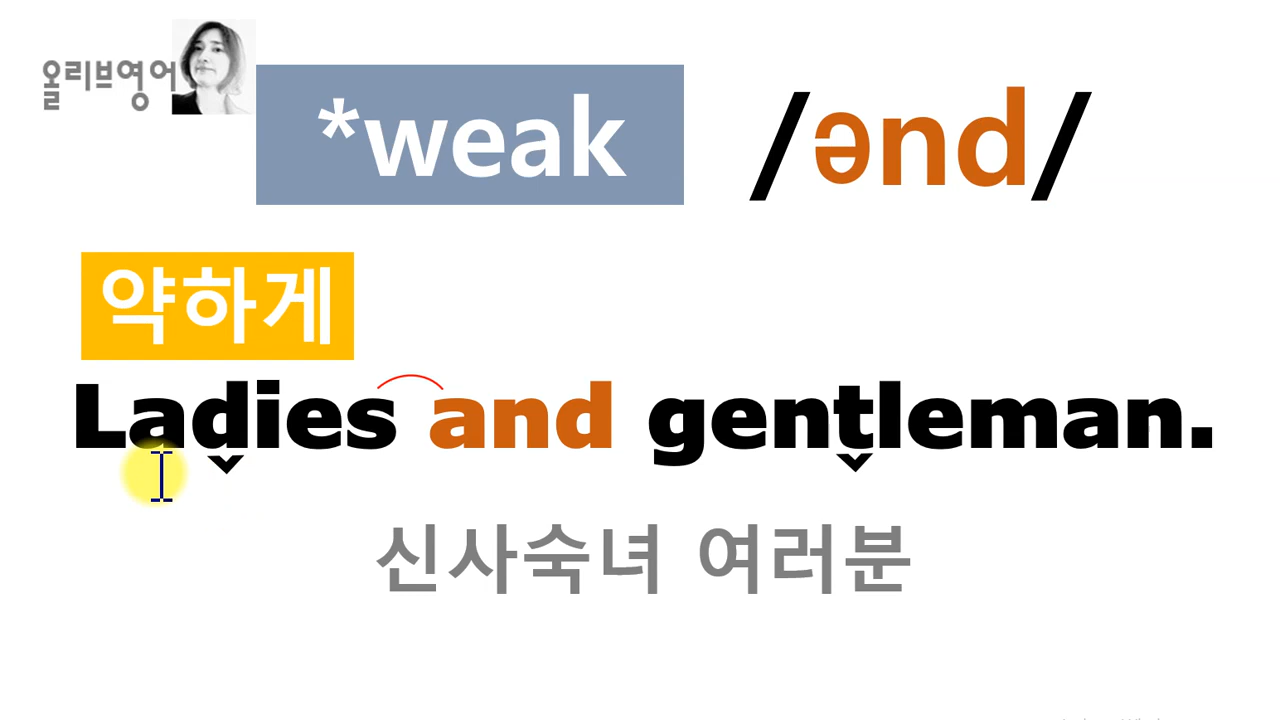 올리브영어
*weak /ənd/
약하게
Ladies and gentleman.
신사숙녀 여러분